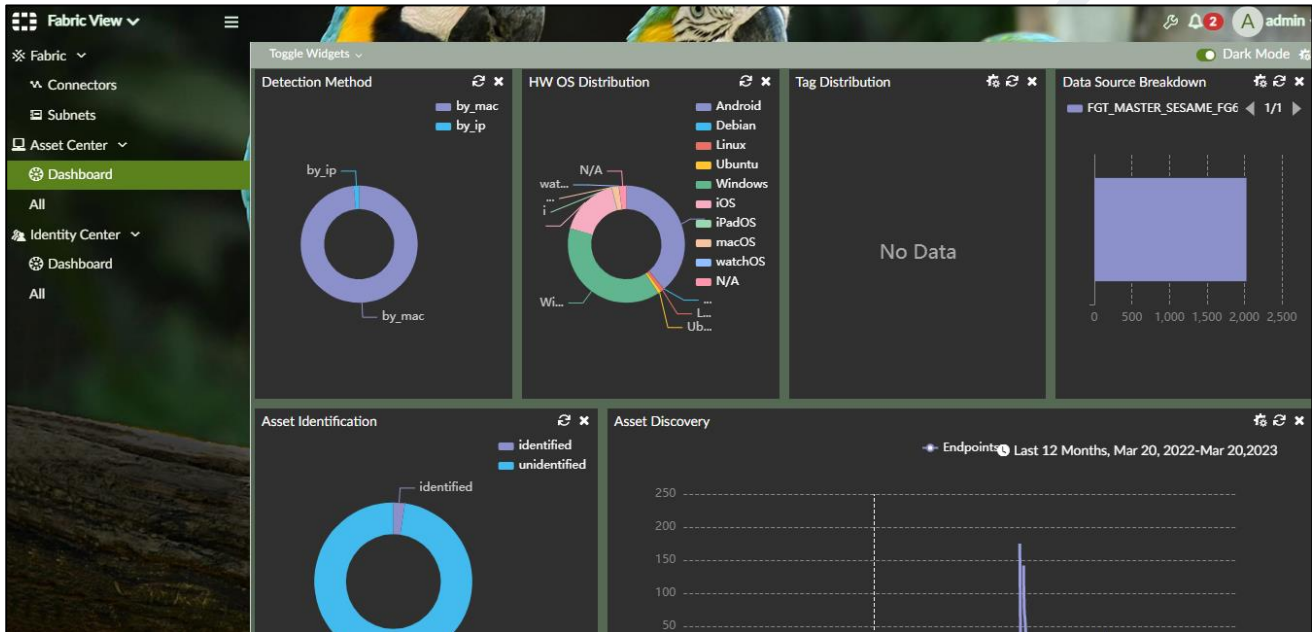 Fabric View
2
A
admin
Fabric
Connectors
Subnets
Asset Center
Dashboard
All
Identity Center
Dashboard
All
Toggle Widgets
Dark Mode
Detection Method
by_mac
by_ip
by_ip
by_mac
HW OS Distribution
Android
Debian
Linux
Ubuntu
Windows
iOS
iPadOS
macOS
watchOS
N/A
N/A
wat...
...
i
Wi...
...
L...
Ub...
Tag Distribution
No Data
Data Source Breakdown
FGT_MASTER_SESAME_FG6 1/1
0 500 1,000 1,500 2,000 2,500
Asset Identification
identified
unidentified
identified
Asset Discovery
Endpoints Last 12 Months, Mar 20, 2022-Mar 20,2023
250
200
150
100
50